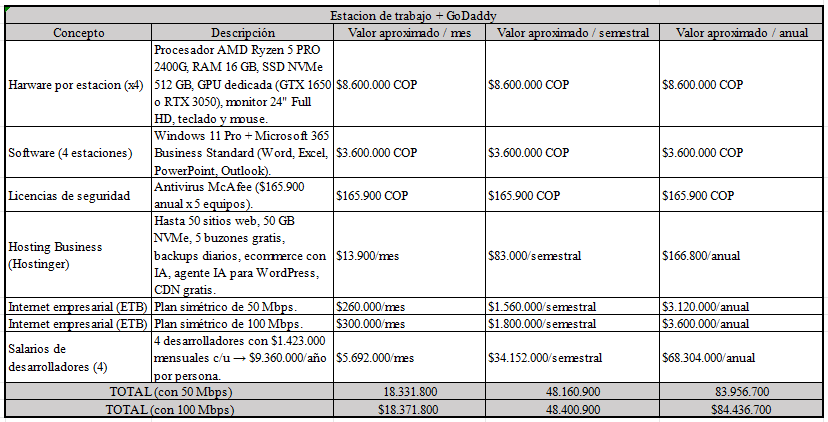 Estacion de trabajo + GoDaddy
Concepto Descripción Valor aproximado / mes Valor aproximado / semestral Valor aproximado / anual
Harware por estacion (x4)
Procesador AMD Ryzen 5 PRO
2400G, RAM 16 GB, SSD NVMe
512 GB, GPU dedicada (GTX 1650
o RTX 3050), monitor 24" Full
HD, teclado y mouse.
$8.600.000 COP $8.600.000 COP $8.600.000 COP
Software (4 estaciones)
Windows 11 Pro + Microsoft 365
Business Standard (Word, Excel,
PowerPoint, Outlook).
$3.600.000 COP $3.600.000 COP $3.600.000 COP
Licencias de seguridad
Antivirus McAfee ($165.900
anual x 5 equipos).
$165.900 COP $165.900 COP $165.900 COP
Hosting Business
(Hostinger)
Hasta 50 sitios web, 50 GB
NVMe, 5 buzones gratis,
backups diarios, ecommerce con
IA, agente IA para WordPress,
CDN gratis.
$13.900/mes $83.000/semestral $166.800/anual
Internet empresarial (ETB) Plan simétrico de 50 Mbps. $260.000/mes $1.560.000/semestral $3.120.000/anual
Internet empresarial (ETB) Plan simétrico de 100 Mbps. $300.000/mes $1.800.000/semestral $3.600.000/anual
Salarios de
desarrolladores (4)
4 desarrolladores con $1.423.000
mensuales c/u → $9.360.000/año
por persona.
$5.692.000/mes $34.152.000/semestral $68.304.000/anual
TOTAL (con 50 Mbps) 18.331.800 48.160.900 83.956.700
TOTAL (con 100 Mbps) $18.371.800 $48.400.900 $84.436.700